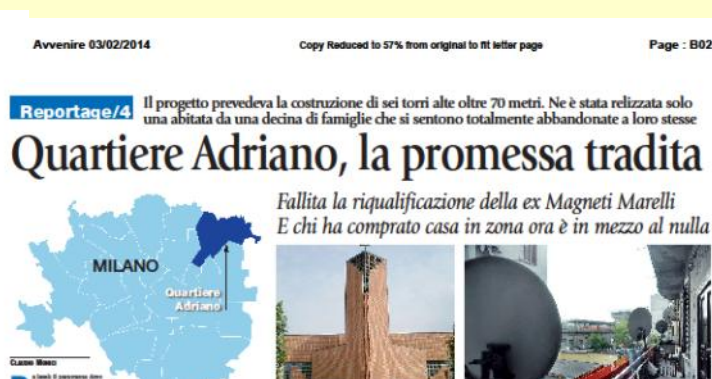 Avvenire 03/02/2014
Copy Reduced to 57% from original to fit letter page
Page : B02
Reportage/4
Il progetto prevedeva la costruzione di sei torri alte oltre 70 metri. Ne è stata relizzata solo
una abitata da una decina di famiglie che si sentono totalmente abbandonate a loro stesse
Quartiere Adriano, la promessa tradita
Fallita la riqualificazione della ex Magneti Marelli
E chi ha comprato casa in zona ora è in mezzo al nulla
MILANO
Quartiere
Adriano